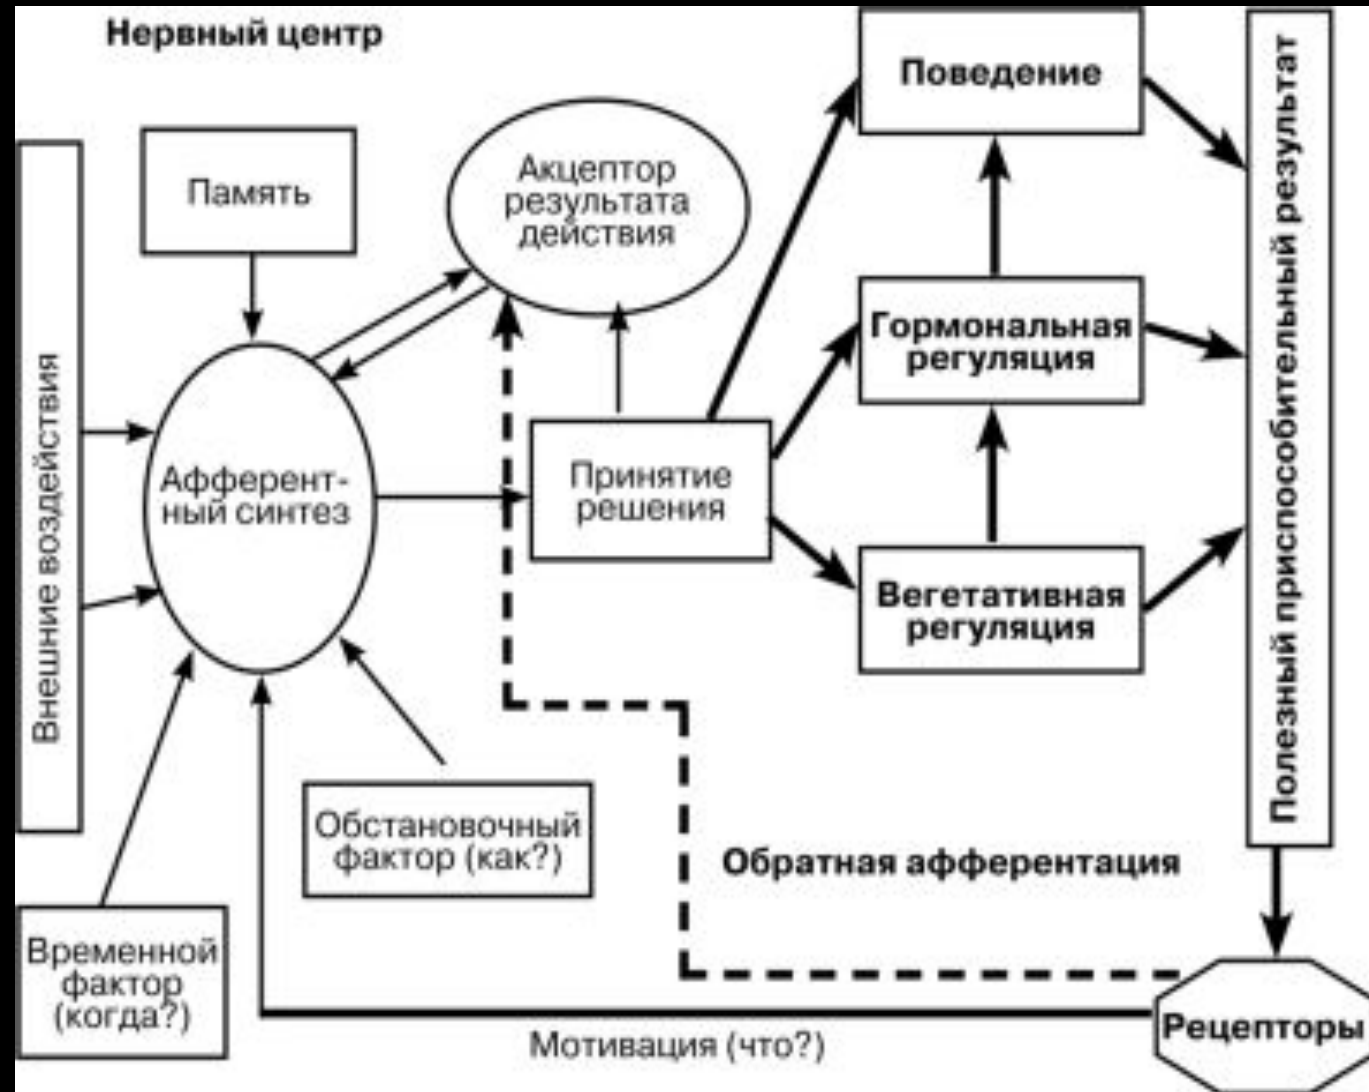 Нервный центр
Поведение
Полезный приспособительный результат
Память
Акцептор
результата
действия
Внешние воздействия
Гормональная
регуляция
Афферент-
ный синтез
Принятие
решения
Вегетативная
регуляция
Обстановочный
фактор (как?)
Обратная афферентация
Временной
фактор
(когда?)
Мотивация (что?)
Рецепторы